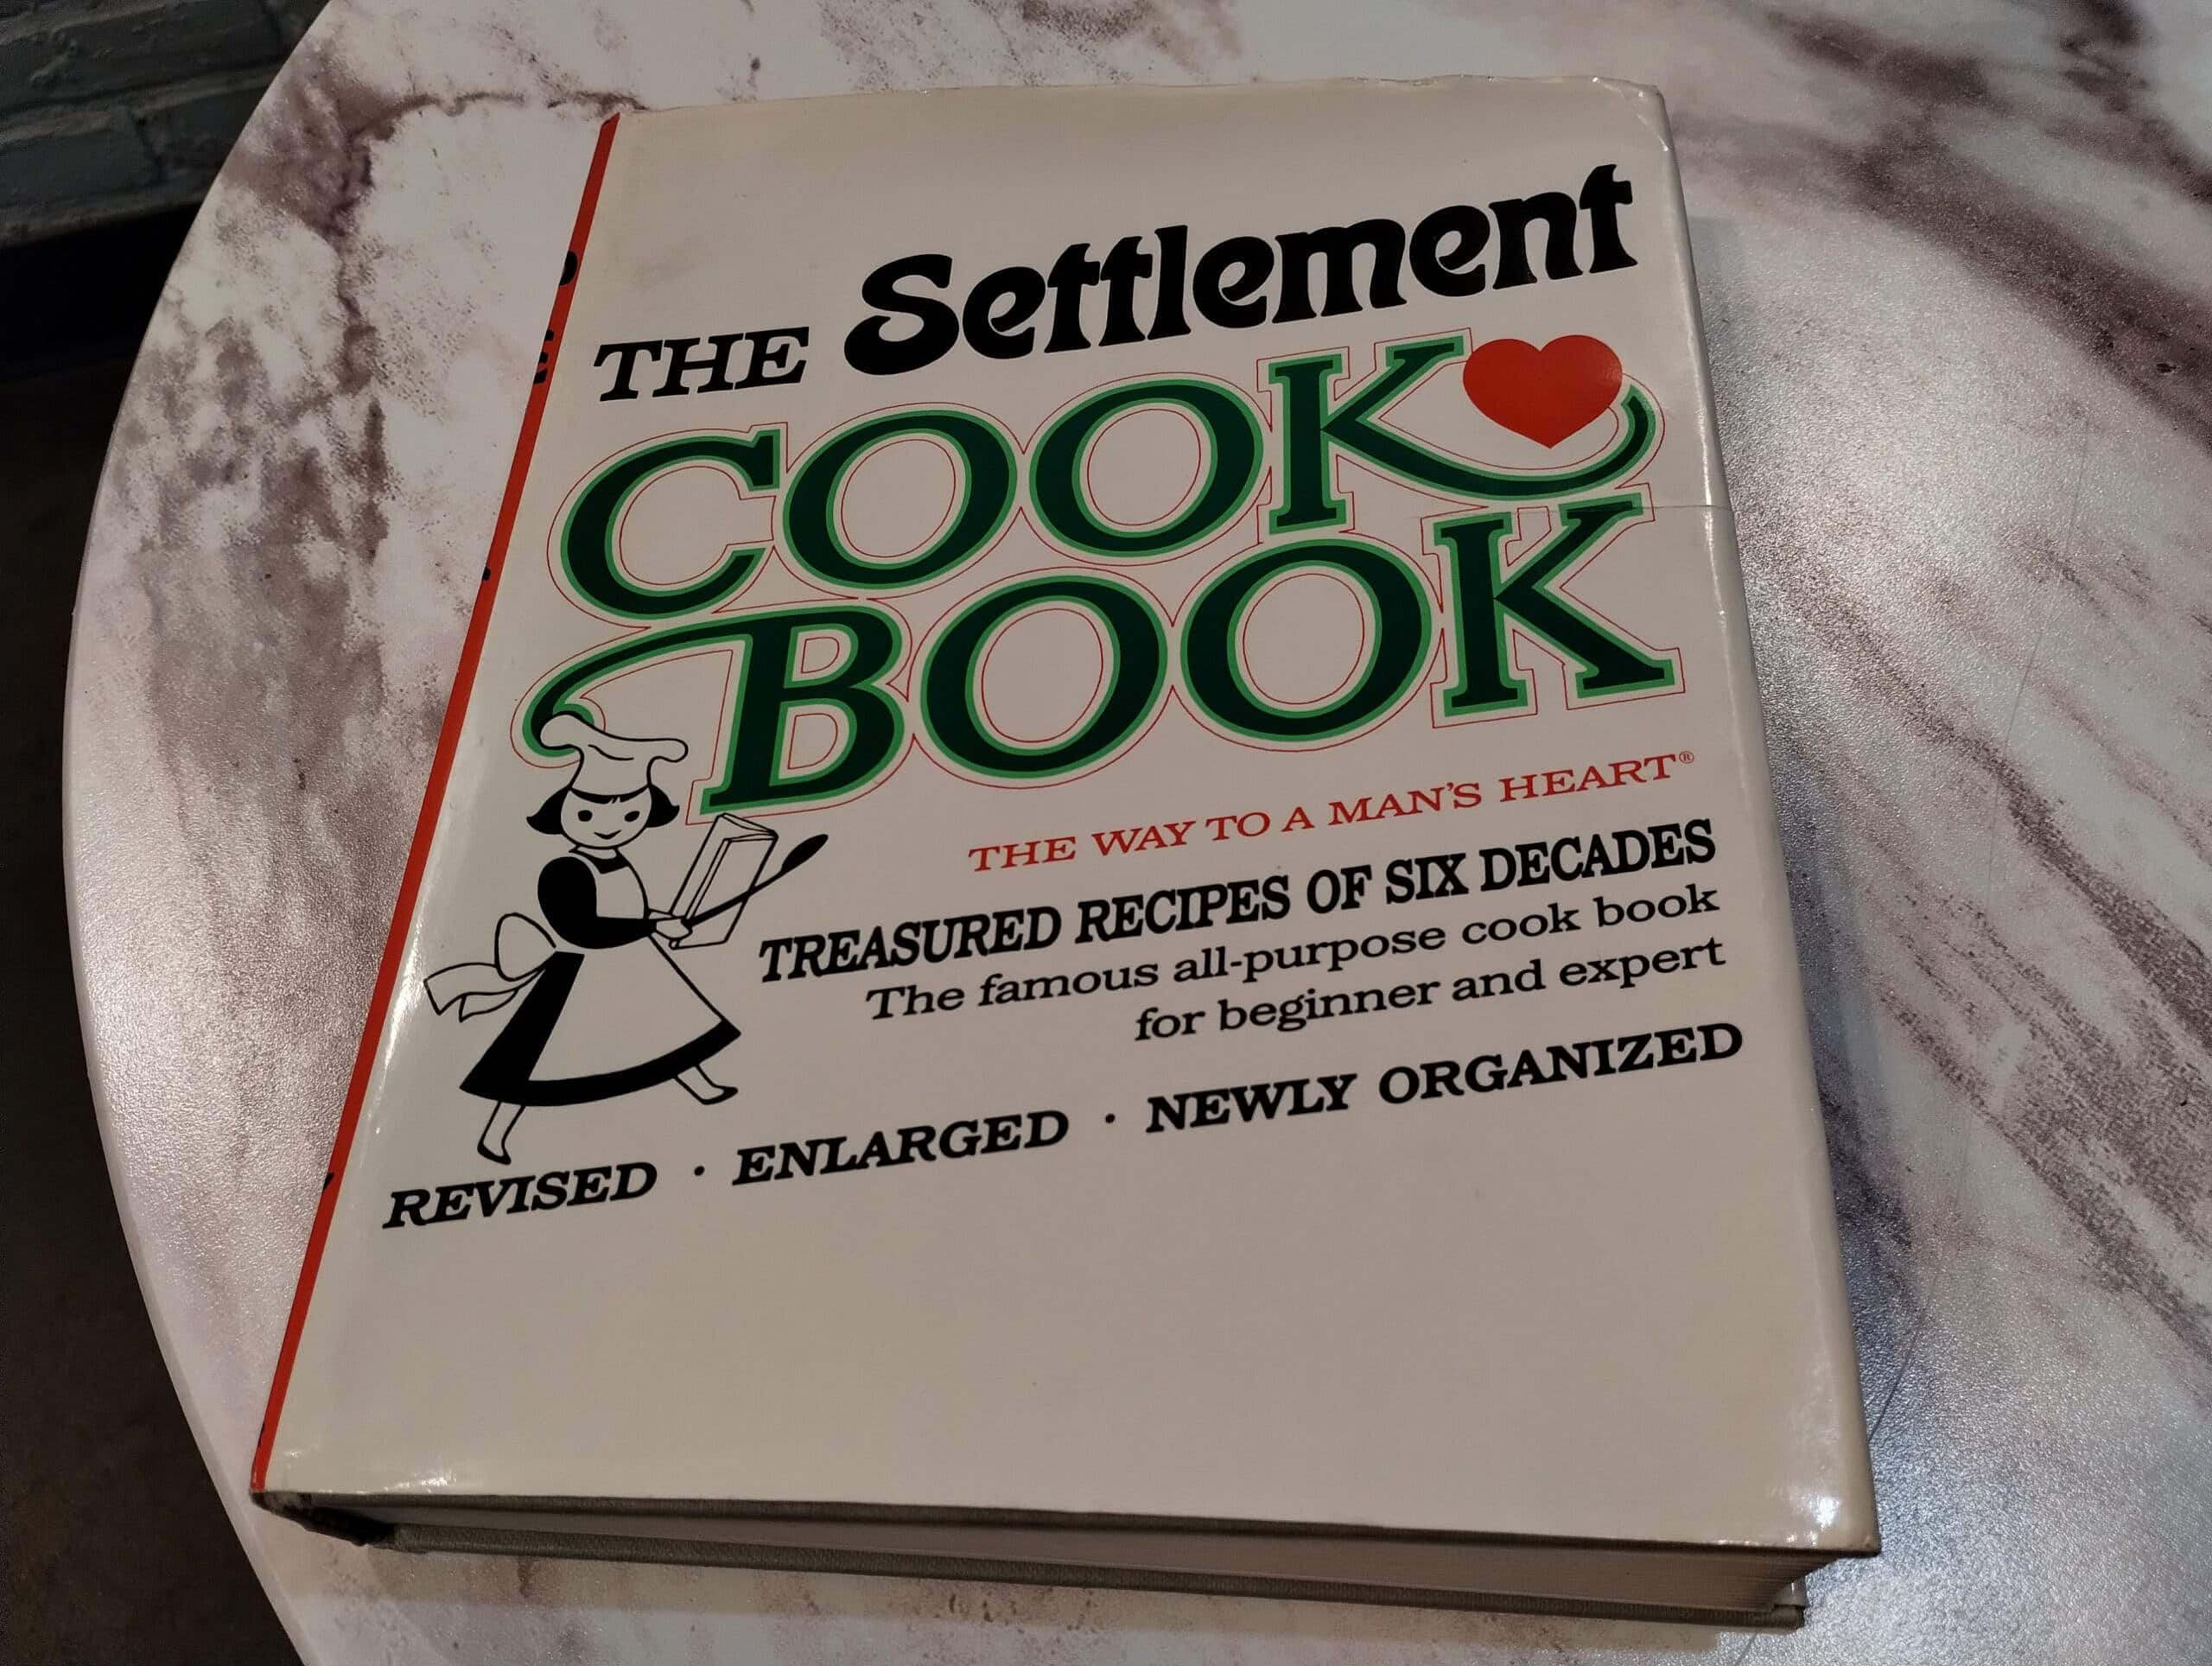 THE Settlement
COOK
BOOK
THE WAY TO A MAN'S HEART®
TREASURED RECIPES OF SIX DECADES
The famous all-purpose cook book
for beginner and expert
REVISED · ENLARGED · NEWLY ORGANIZED